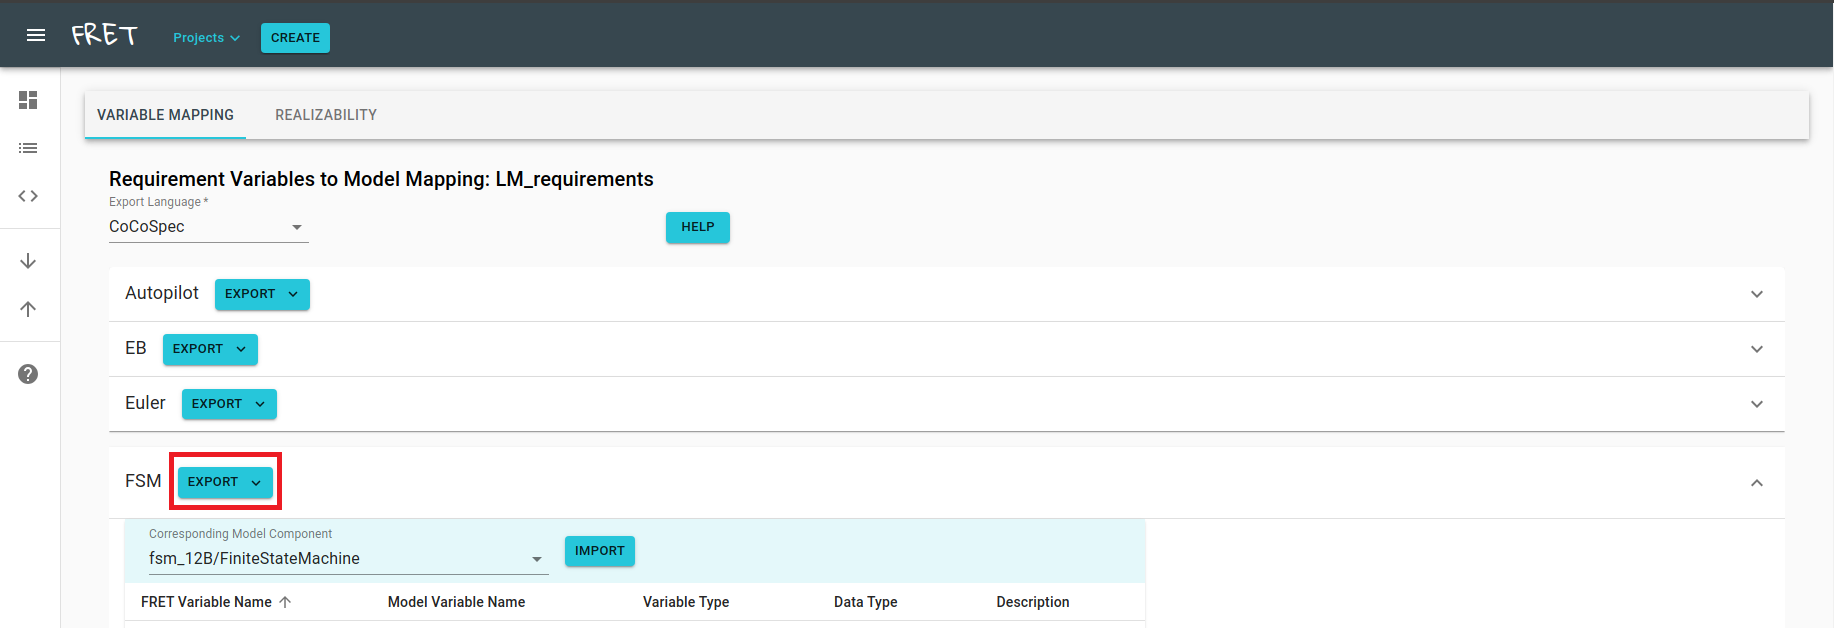 FRET Projects CREATE
VARIABLE MAPPING REALIZABILITY
Requirement Variables to Model Mapping: LM_requirements
Export Language *
CoCoSpec HELP
Autopilot EXPORT
EB EXPORT
Euler EXPORT
FSM EXPORT
Corresponding Model Component
fsm_12B/FiniteStateMachine IMPORT
FRET Variable Name Model Variable Name Variable Type Data Type Description